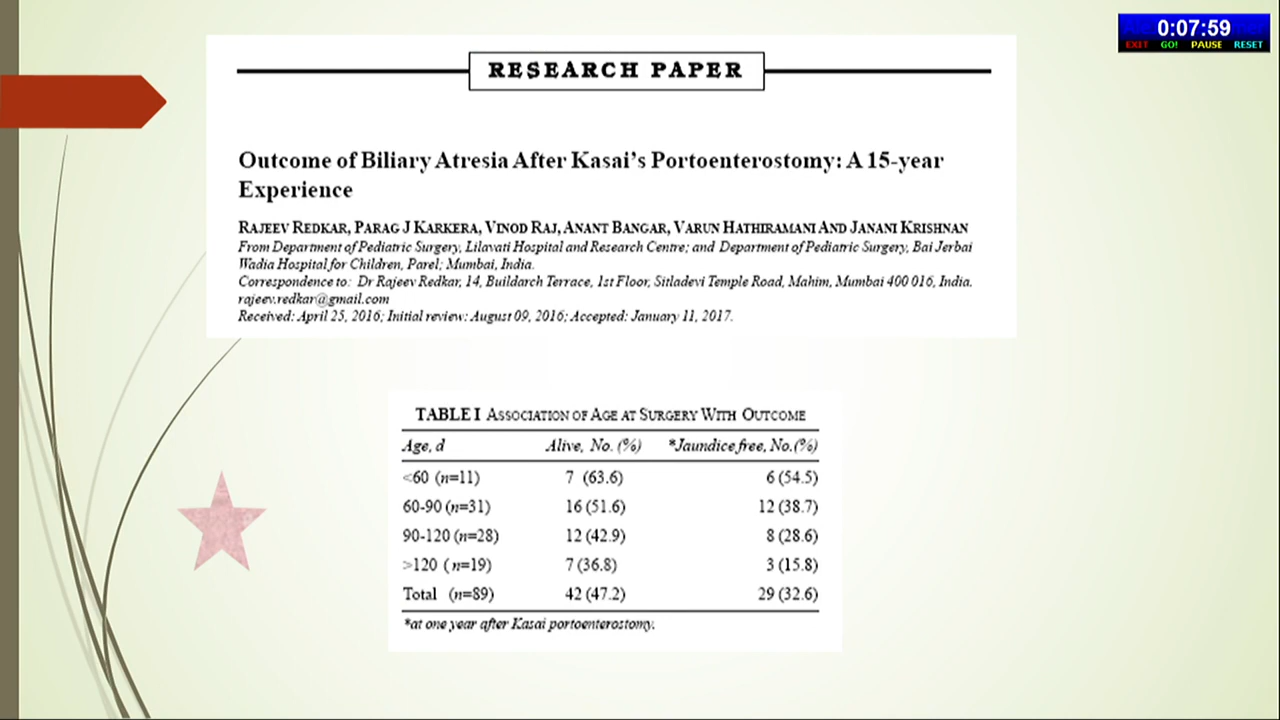 0:07:59
EXIT GO! PAUSE RESET
RESEARCH PAPER
Outcome of Biliary Atresia After Kasai's Portoenterostomy: A 15-year
Experience
RAJEEV REDKAR, PARAG J KARKERA, VINOD RAJ, ANANT BANGAR, VARUN HATHIRAMANI AND JANANI KRISHNAN
From Department of Pediatric Surgery, Lilavati Hospital and Research Centre; and Department of Pediatric Surgery, Bai Jerbai
Wadia Hospital for Children, Parel; Mumbai, India.
Correspondence to: Dr Rajeev Redkar, 14, Buildarch Terrace, 1st Floor, Sitladevi Temple Road, Mahim, Mumbai 400 016, India.
rajeev.redkar@gmail.com
Received: April 25, 2016; Initial review: August 09, 2016; Accepted: January 11, 2017.
TABLE I ASSOCIATION OF AGE AT SURGERY WITH OUTCOME
Age, d Alive, No. (%) *Jaundice free, No.(%)
<60 (n=11) 7 (63.6) 6 (54.5)
60-90 (n=31) 16 (51.6) 12 (38.7)
90-120 (n=28) 12 (42.9) 8 (28.6)
>120 (n=19) 7 (36.8) 3 (15.8)
Total (n=89) 42 (47.2) 29 (32.6)
*at one year after Kasai portoenterostomy.